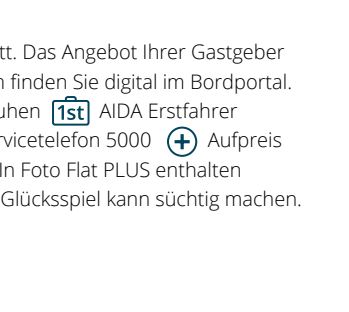 tt. Das Angebot Ihrer Gastgeber
finden Sie digital im Bordportal.
uhen 1st AIDA Erstfahrer
rvicetelefon 5000 + Aufpreis
In Foto Flat PLUS enthalten
Glücksspiel kann süchtig machen.